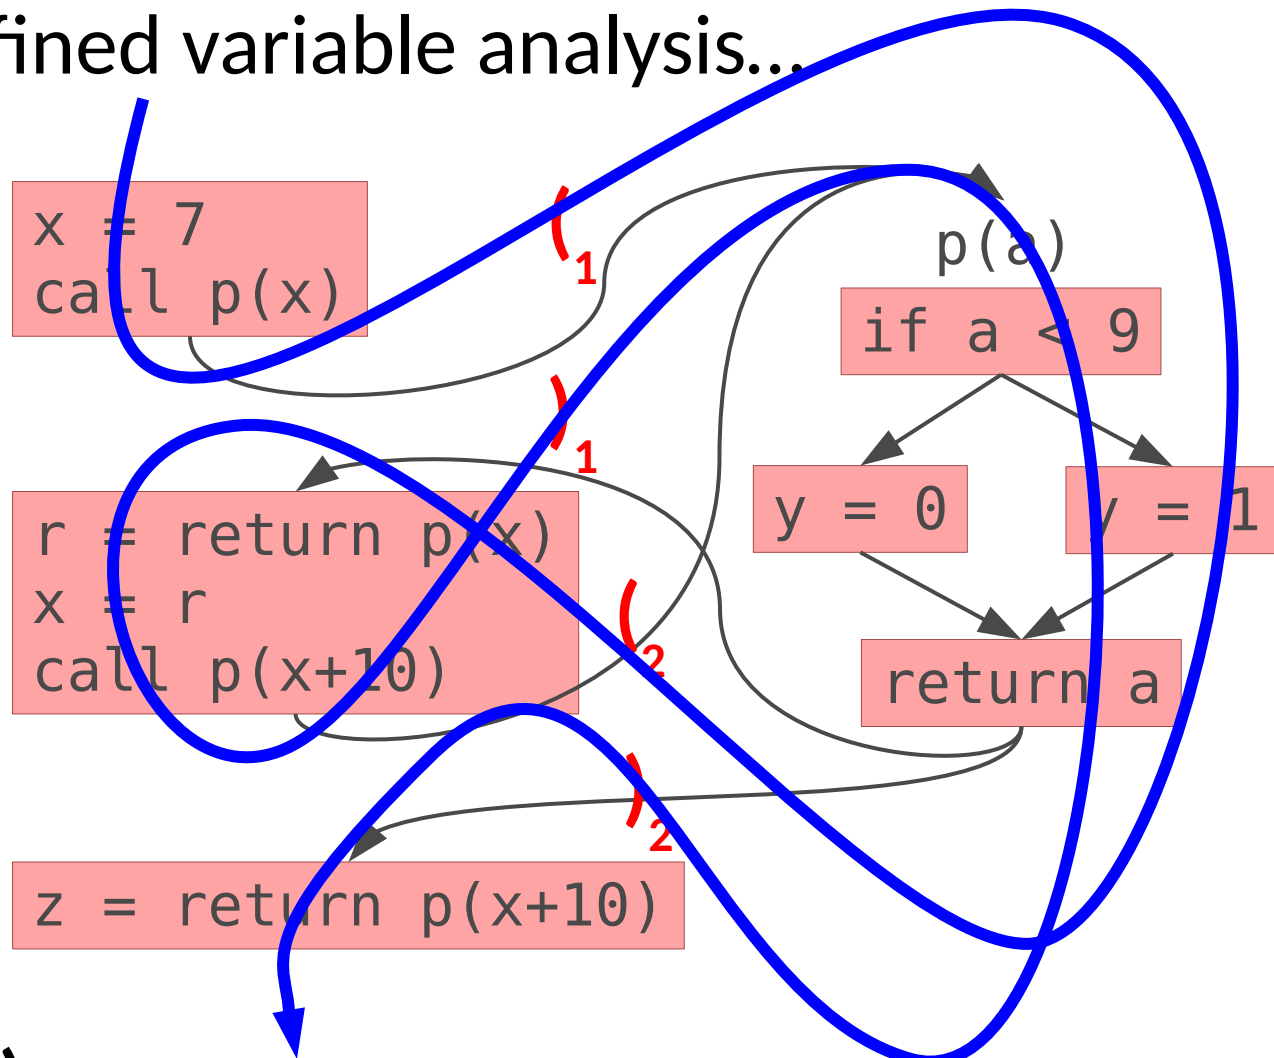 fined variable analysis…
x = 7
call p(x)
(1
p(a)
if a < 9
)1
y = 0
y = 1
r = return p(x)
x = r
call p(x+10)
(2
return a
)2
z = return p(x+10)
)